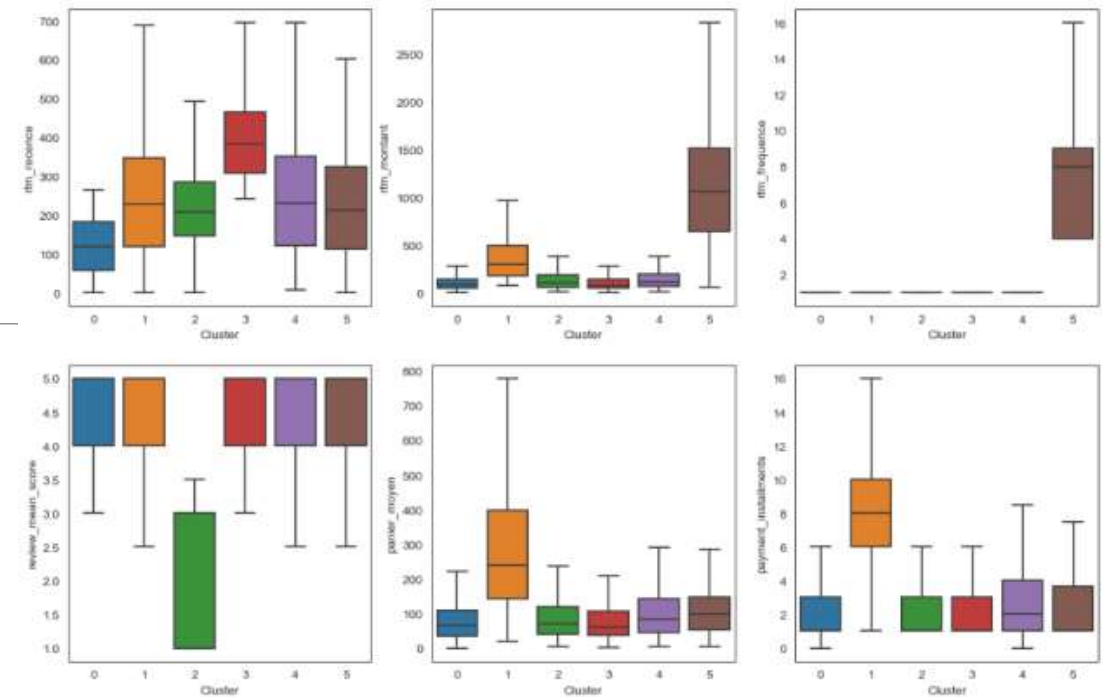 rfm_recence
700
600
500
400
300
200
100
0
0 1 2 3 4 5
Cluster
rfm_montant
2500
2000
1500
1000
500
0
0 1 2 3 4 5
Cluster
rfm_frequence
16
14
12
10
8
6
4
2
0 1 2 3 4 5
Cluster
review_mean_score
5.0
4.5
4.0
3.5
3.0
2.5
2.0
1.5
1.0
0 1 2 3 4 5
Cluster
panier_moyen
800
700
600
500
400
300
200
100
0
0 1 2 3 4 5
Cluster
payment_installments
16
14
12
10
8
6
4
2
0
0 1 2 3 4 5
Cluster